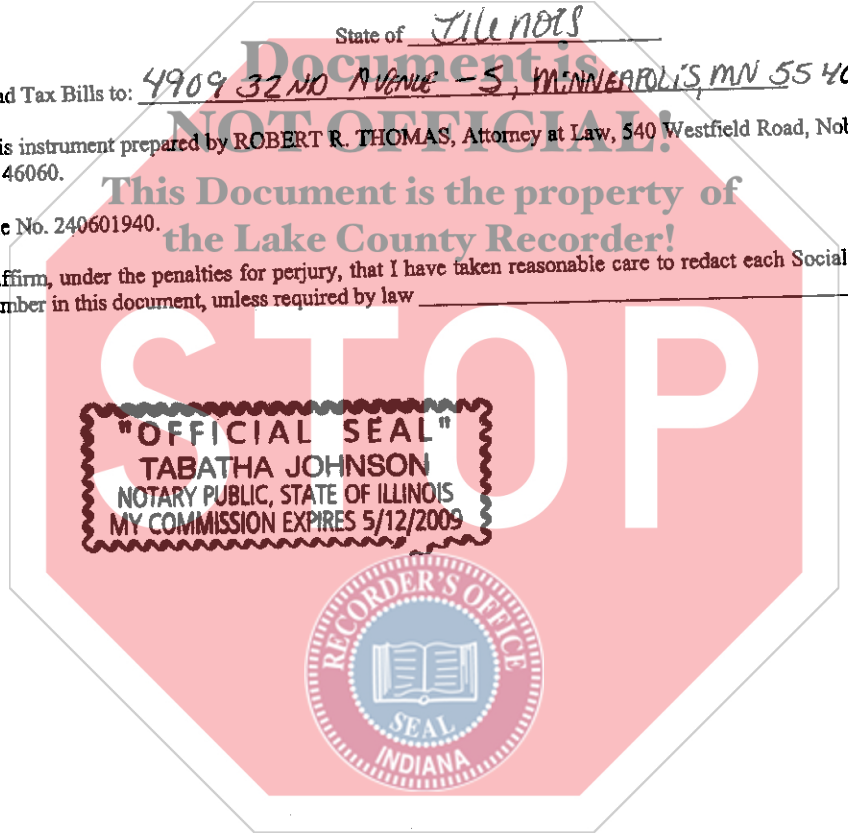 State of Illinois
Document is
nd Tax Bills to: 4909 32ND AVENUE - S, MINNEAPOLIS, MN 5540
NOT OFFICIAL!
is instrument prepared by ROBERT R. THOMAS, Attorney at Law, 540 Westfield Road, Nob
46060.
This Document is the property of
e No. 240601940.
the Lake County Recorder!
ffirm, under the penalties for perjury, that I have taken reasonable care to redact each Social
mber in this document, unless required by law
STOP
"OFFICIAL SEAL"
TABATHA JOHNSON
NOTARY PUBLIC, STATE OF ILLINOIS
MY COMMISSION EXPIRES 5/12/2009
RECORDER'S OFFICE
SEAL
INDIANA